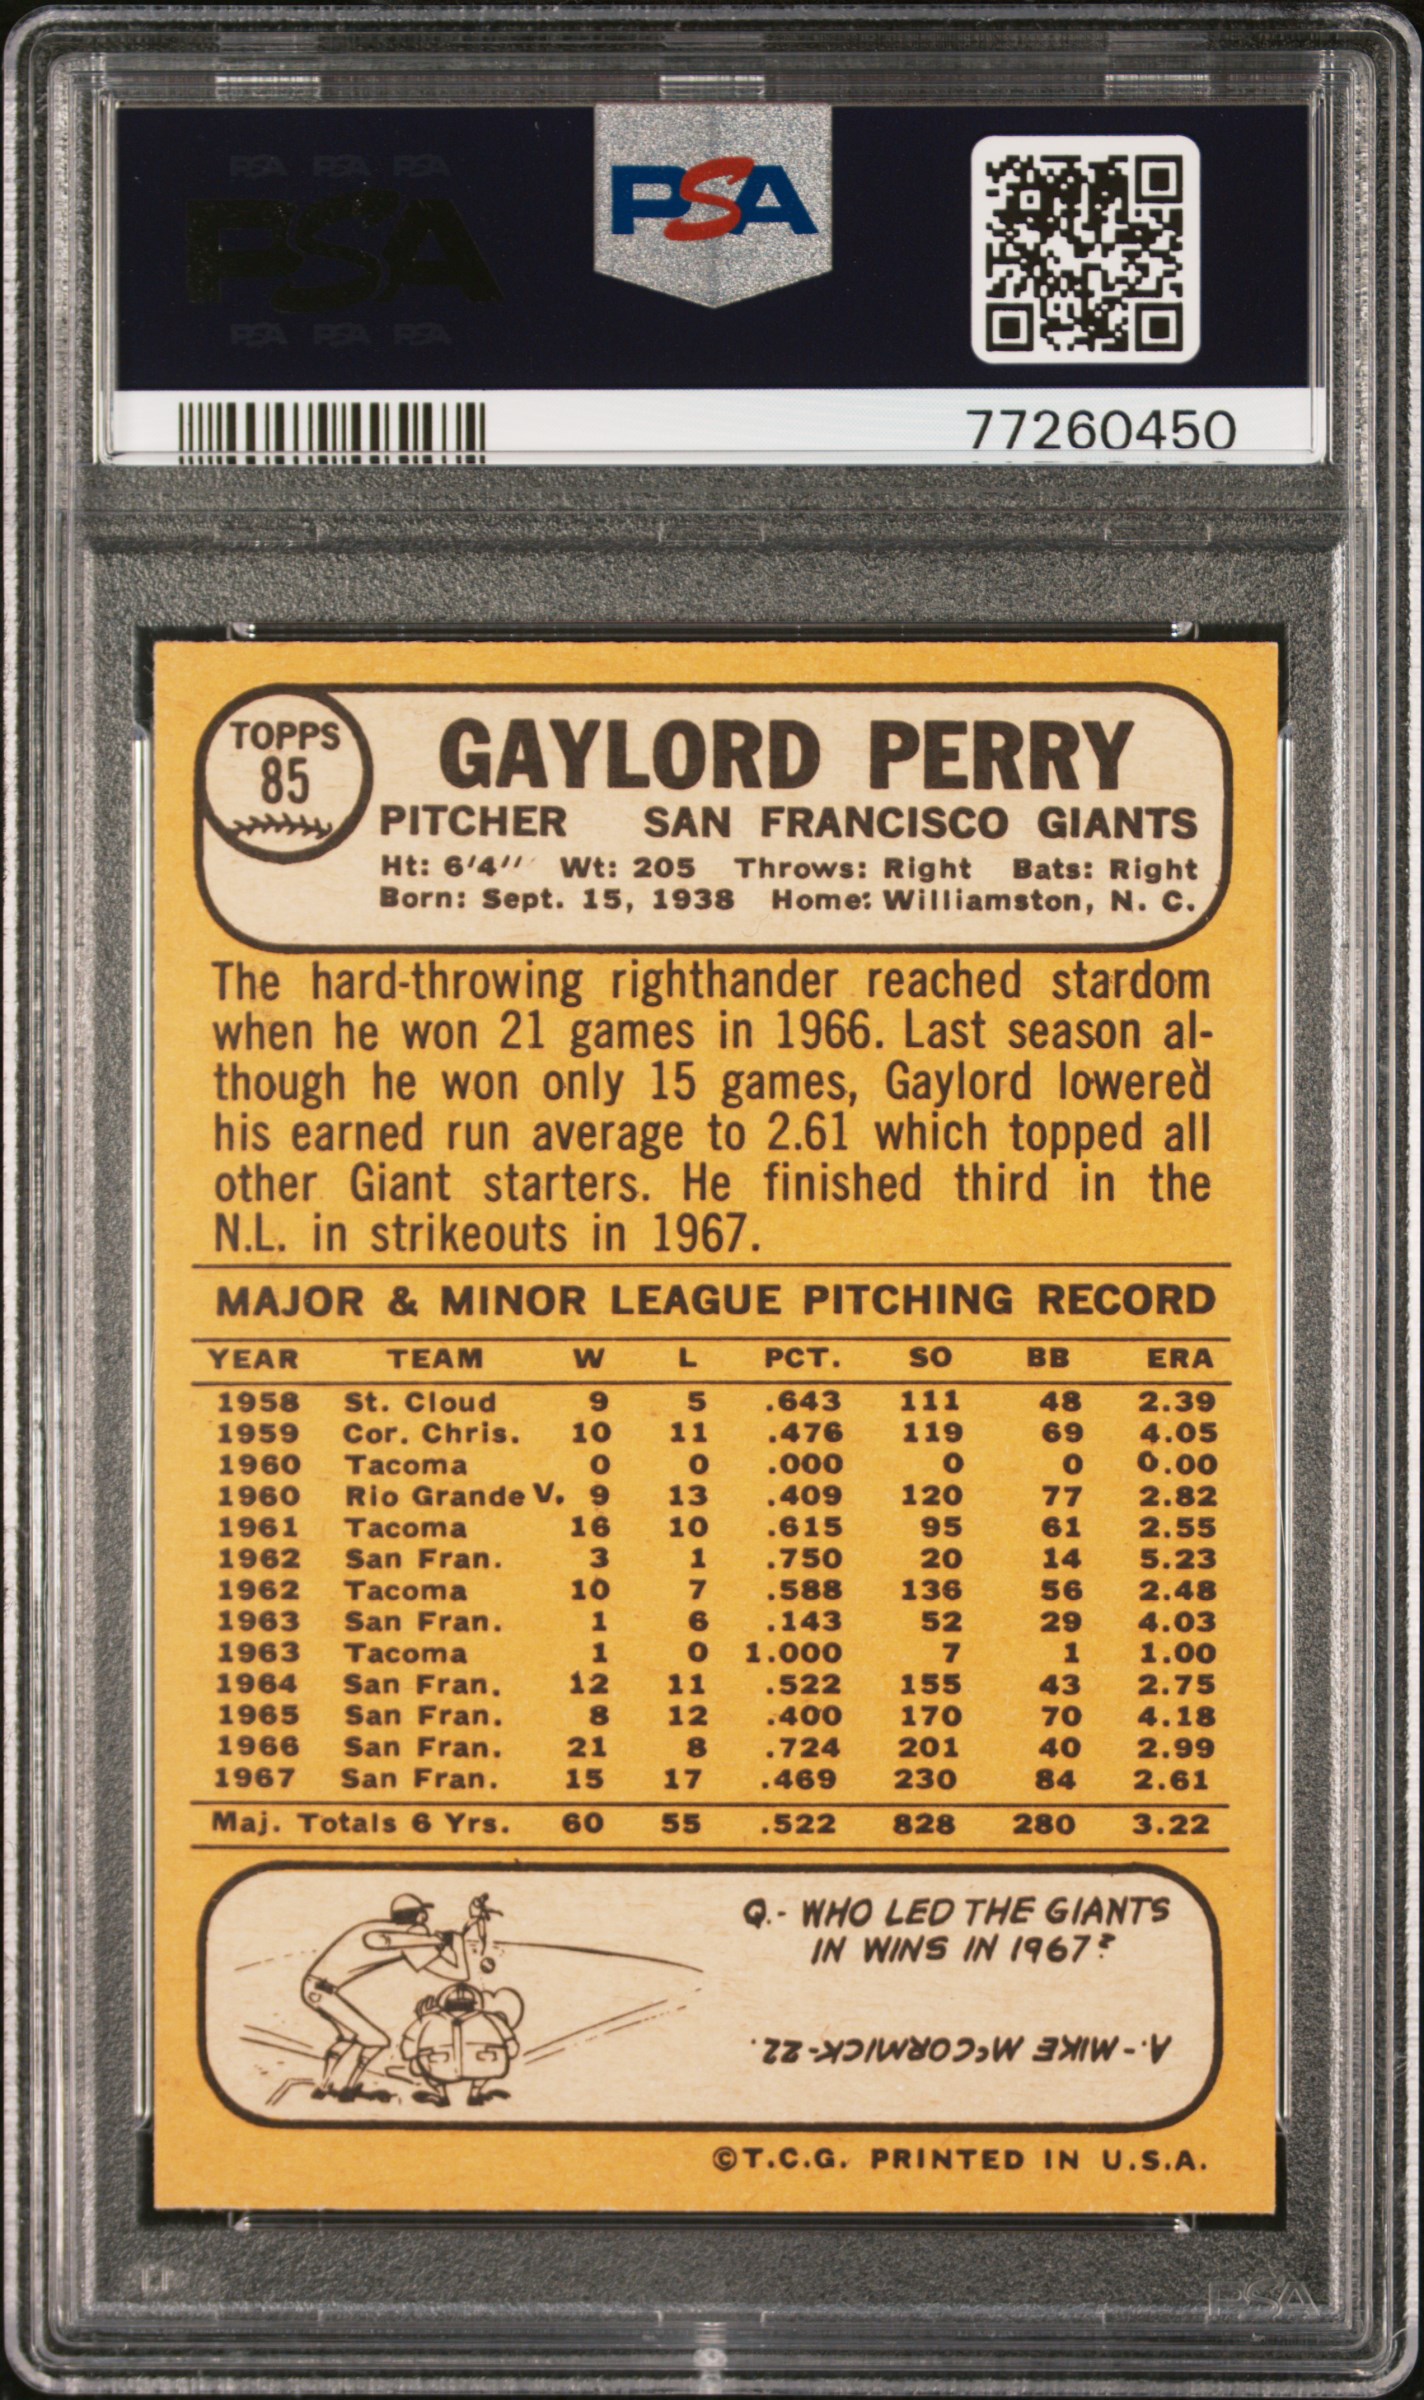 PSA PSA PSA
PSA
PSA PSA PSA
PSA
77260450
TOPPS
85
GAYLORD PERRY
PITCHER SAN FRANCISCO GIANTS
Ht: 6'4'' Wt: 205 Throws: Right Bats: Right
Born: Sept. 15, 1938 Home: Williamston, N. C.
The hard-throwing righthander reached stardom
when he won 21 games in 1966. Last season al-
though he won only 15 games, Gaylord lowered
his earned run average to 2.61 which topped all
other Giant starters. He finished third in the
N.L. in strikeouts in 1967.
MAJOR & MINOR LEAGUE PITCHING RECORD
YEAR TEAM W L PCT. SO BB ERA
1958 St. Cloud 9 5 .643 111 48 2.39
1959 Cor. Chris. 10 11 .476 119 69 4.05
1960 Tacoma 0 0 .000 0 0 0.00
1960 Rio Grande V. 9 13 .409 120 77 2.82
1961 Tacoma 16 10 .615 95 61 2.55
1962 San Fran. 3 1 .750 20 14 5.23
1962 Tacoma 10 7 .588 136 56 2.48
1963 San Fran. 1 6 .143 52 29 4.03
1963 Tacoma 1 0 1.000 7 1 1.00
1964 San Fran. 12 11 .522 155 43 2.75
1965 San Fran. 8 12 .400 170 70 4.18
1966 San Fran. 21 8 .724 201 40 2.99
1967 San Fran. 15 17 .469 230 84 2.61
Maj. Totals 6 Yrs. 60 55 .522 828 280 3.22
Q.- WHO LED THE GIANTS
IN WINS IN 1967?
A.- MIKE McCORMICK-22.
©T.C.G. PRINTED IN U.S.A.
PSA